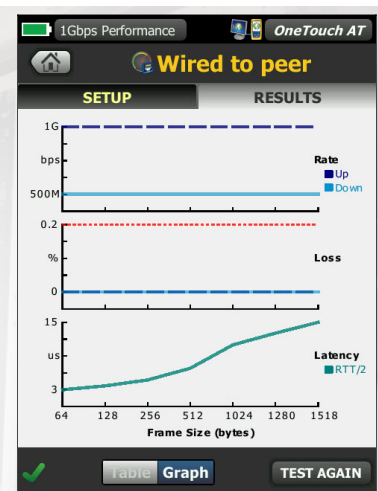 1Gbps Performance
OneTouch AT
Wired to peer
SETUP
RESULTS
1G
bps
500M
Rate
Up
Down
0.2
%
0
Loss
15
us
3
Latency
RTT/2
64 128 256 512 1024 1280 1518
Frame Size (bytes)
Table Graph
TEST AGAIN